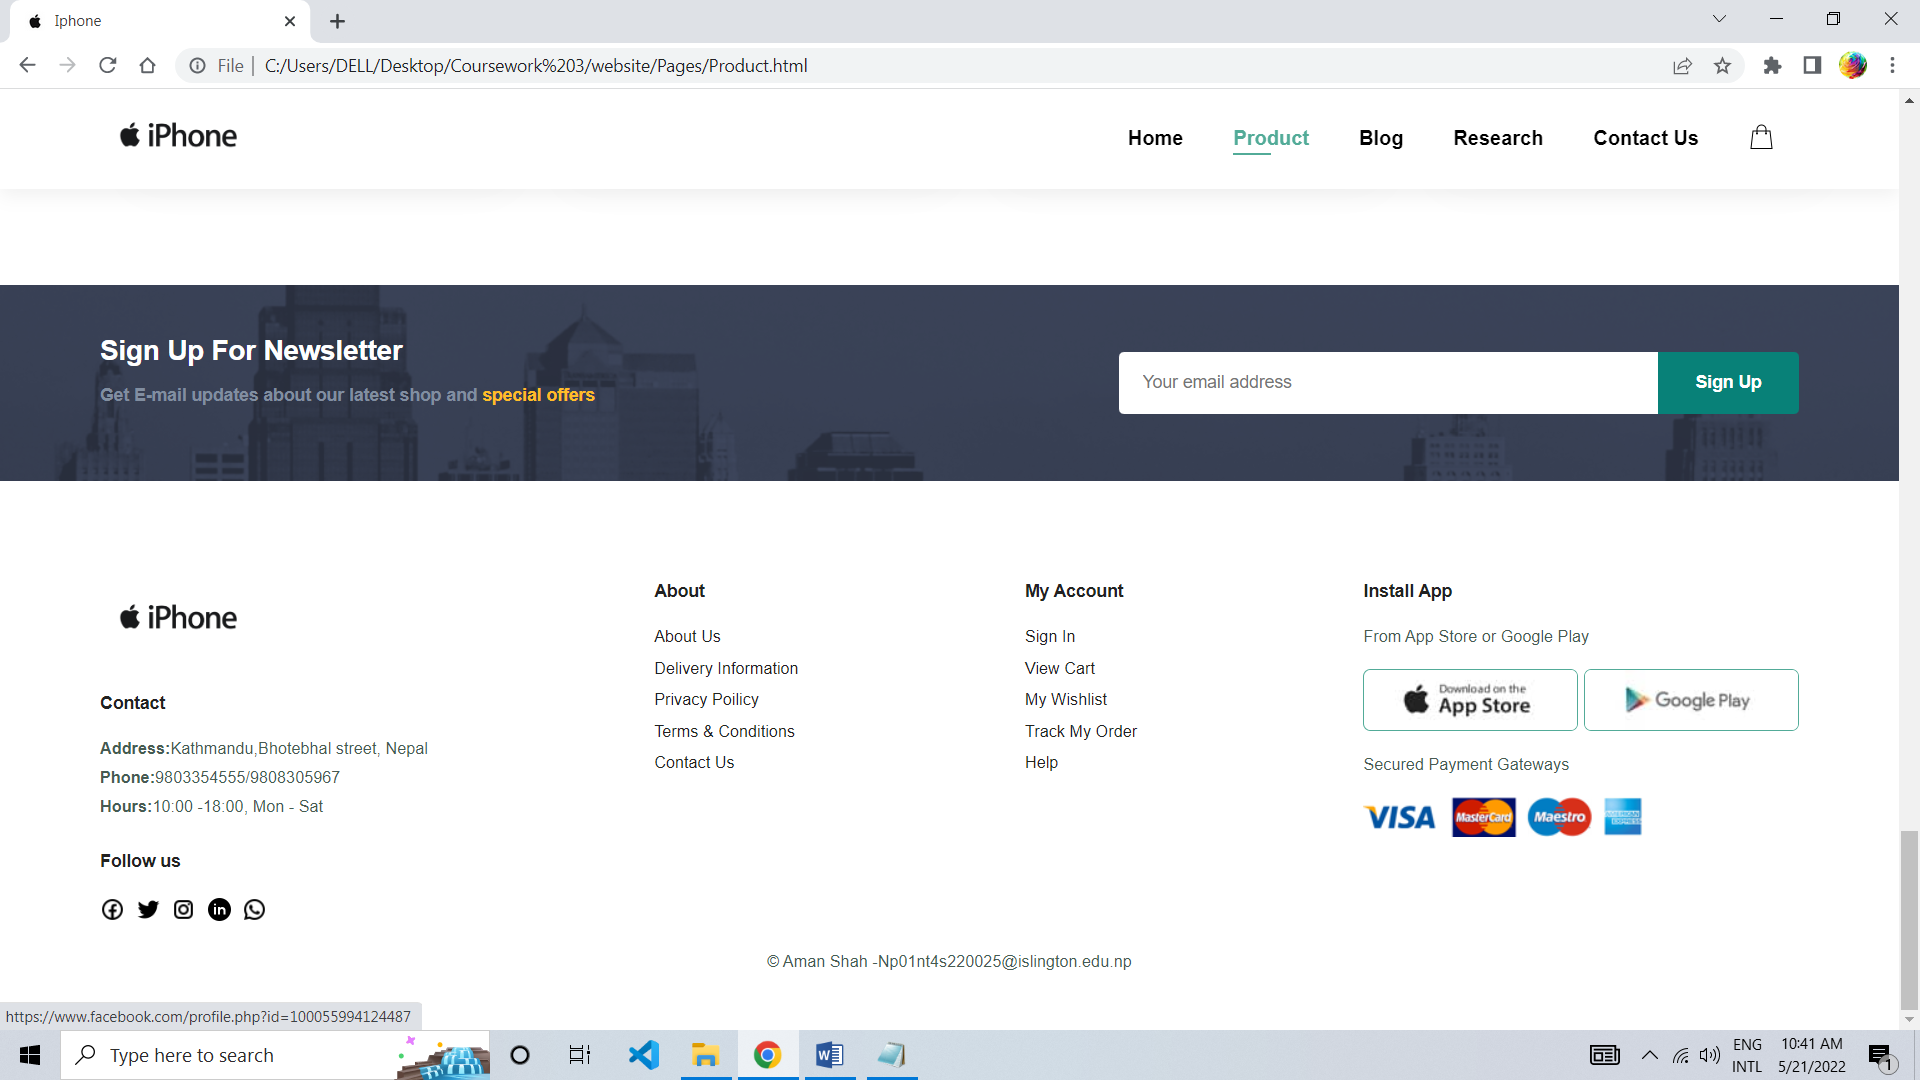 Iphone
File | C:/Users/DELL/Desktop/Coursework%203/website/Pages/Product.html
iPhone
Home Product Blog Research Contact Us
Sign Up For Newsletter
Get E-mail updates about our latest shop and special offers
Your email address
Sign Up
iPhone
Contact
Address:Kathmandu,Bhotebhal street, Nepal
Phone:9803354555/9808305967
Hours:10:00 -18:00, Mon - Sat
Follow us
About
About Us
Delivery Information
Privacy Poilicy
Terms & Conditions
Contact Us
My Account
Sign In
View Cart
My Wishlist
Track My Order
Help
Install App
From App Store or Google Play
Download on the
App Store
Google Play
Secured Payment Gateways
VISA MasterCard Maestro
© Aman Shah -Np01nt4s220025@islington.edu.np
https://www.facebook.com/profile.php?id=100055994124487
Type here to search
ENG
INTL
10:41 AM
5/21/2022
1